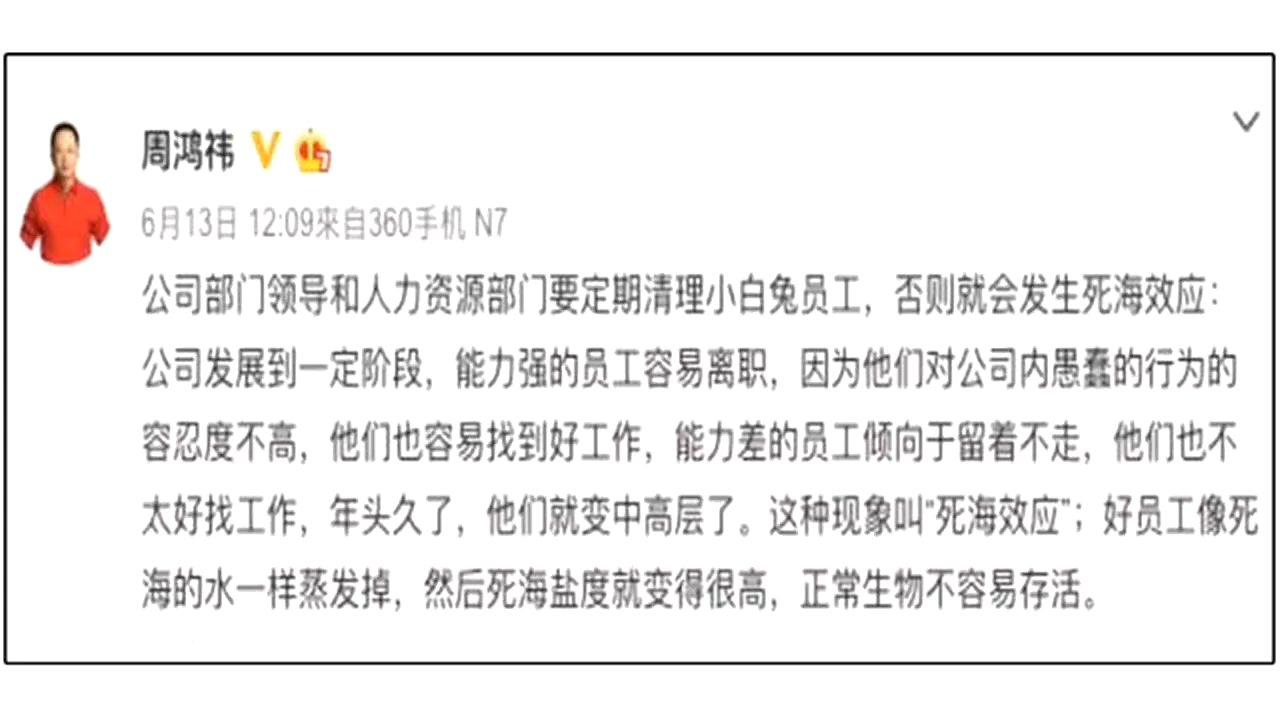 周鸿祎
6月13日 12:09来自360手机 N7
公司部门领导和人力资源部门要定期清理小白兔员工，否则就会发生死海效应：
公司发展到一定阶段，能力强的员工容易离职，因为他们对公司内愚蠢的行为的
容忍度不高，他们也容易找到好工作，能力差的员工倾向于留着不走，他们也不
太好找工作，年头久了，他们就变中高层了。这种现象叫“死海效应”；好员工像死
海的水一样蒸发掉，然后死海盐度就变得很高，正常生物不容易存活。